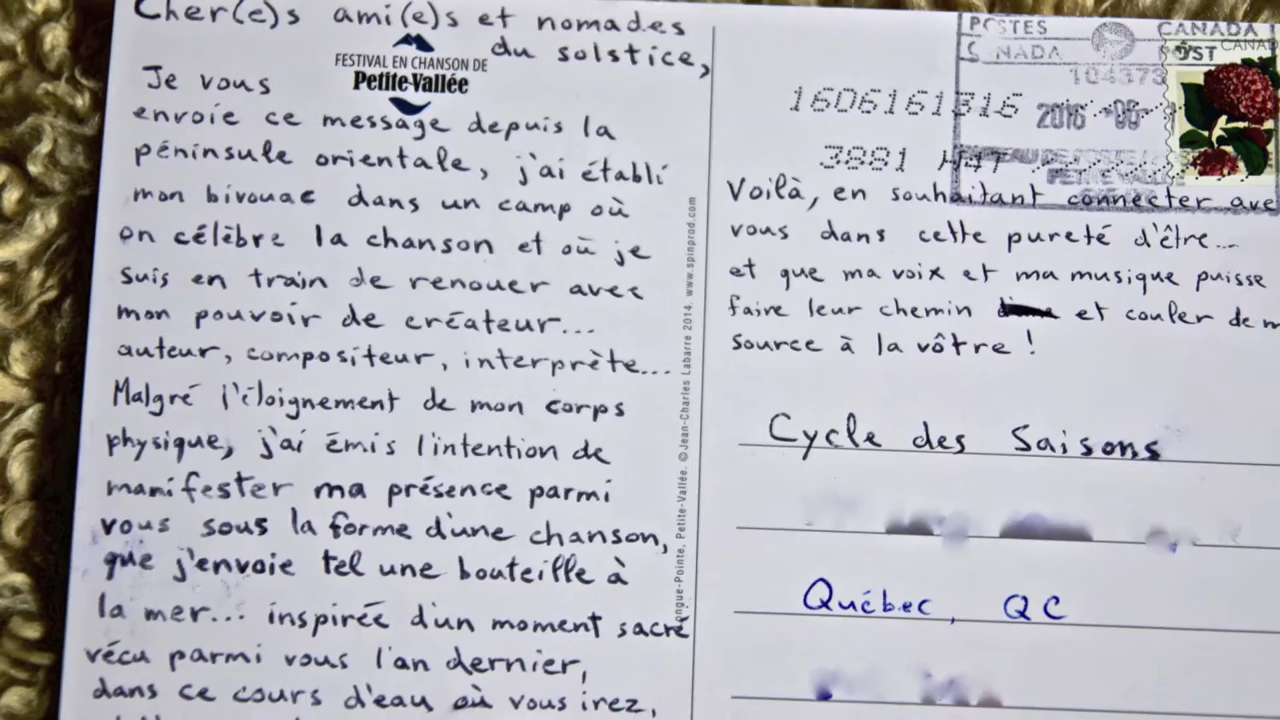 Cher(e)s ami(e)s et nomades
du solstice,
FESTIVAL EN CHANSON DE
Petite-Vallée
Je vous
envoie ce message depuis la
péninsule orientale, j'ai établi
mon bivouac dans un camp où
on célèbre la chanson et où je
suis en train de renouer avec
mon pouvoir de créateur...
auteur, compositeur, interprète...
Malgré l'éloignement de mon corps
physique, j'ai émis l'intention de
manifester ma présence parmi
vous sous la forme d'une chanson,
que j'envoie tel une bouteille à
la mer... inspirée d'un moment sacré
vécu parmi vous l'an dernier,
dans ce cours d'eau où vous irez,
ngue-Pointe, Petite-Vallée. ©Jean-Charles Labarre 2014. www.spinprod.com
POSTES CANADA
CANADA POST
CANAD
104373
1606161316
2016
3881
PETITE VALLEE
Voilà, en souhaitant connecter ave
vous dans cette pureté d'être...
et que ma voix et ma musique puisse
faire leur chemin et couler de m
source à la vôtre !
Cycle des Saisons
Québec, QC